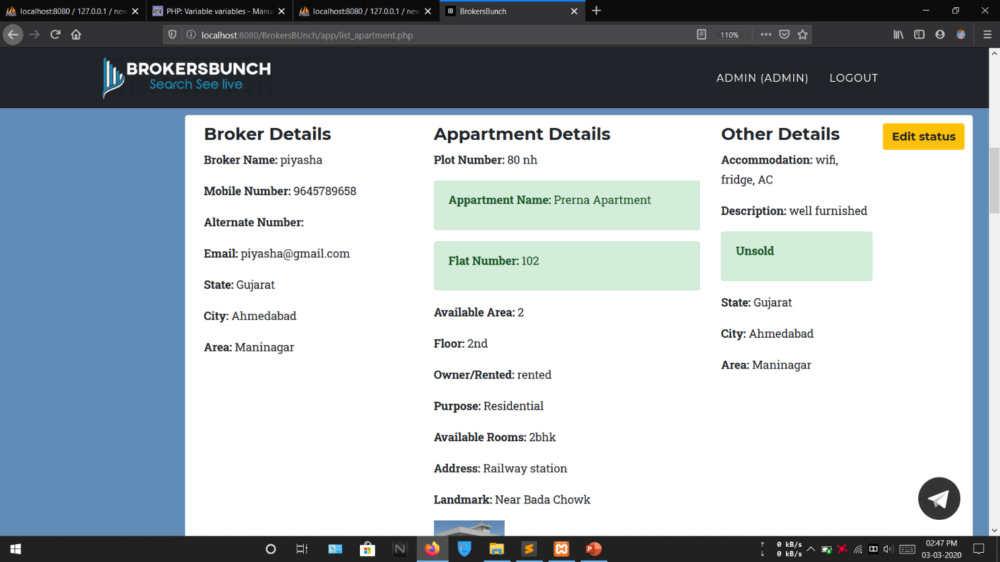 localhost:8080 / 127.0.0.1 / new
PHP: Variable variables - Manu
localhost:8080 / 127.0.0.1 / new
BrokersBunch
localhost:8080/BrokersBUnch/app/list_apartment.php
110%
BROKERSBUNCH
Search See live
ADMIN (ADMIN)
LOGOUT
Broker Details
Broker Name: piyasha
Mobile Number: 9645789658
Alternate Number:
Email: piyasha@gmail.com
State: Gujarat
City: Ahmedabad
Area: Maninagar
Appartment Details
Plot Number: 80 nh
Appartment Name: Prerna Apartment
Flat Number: 102
Available Area: 2
Floor: 2nd
Owner/Rented: rented
Purpose: Residential
Available Rooms: 2bhk
Address: Railway station
Landmark: Near Bada Chowk
Other Details
Edit status
Accommodation: wifi,
fridge, AC
Description: well furnished
Unsold
State: Gujarat
City: Ahmedabad
Area: Maninagar
0 kB/s
0 kB/s
02:47 PM
03-03-2020